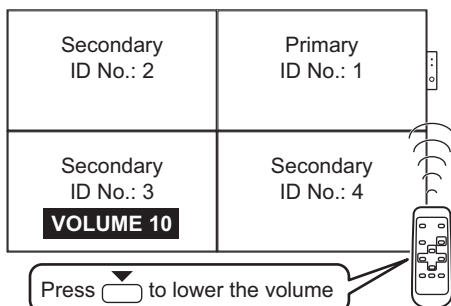 Secondary
ID No.: 2
Primary
ID No.: 1
Secondary
ID No.: 3
VOLUME 10
Secondary
ID No.: 4
Press to lower the volume